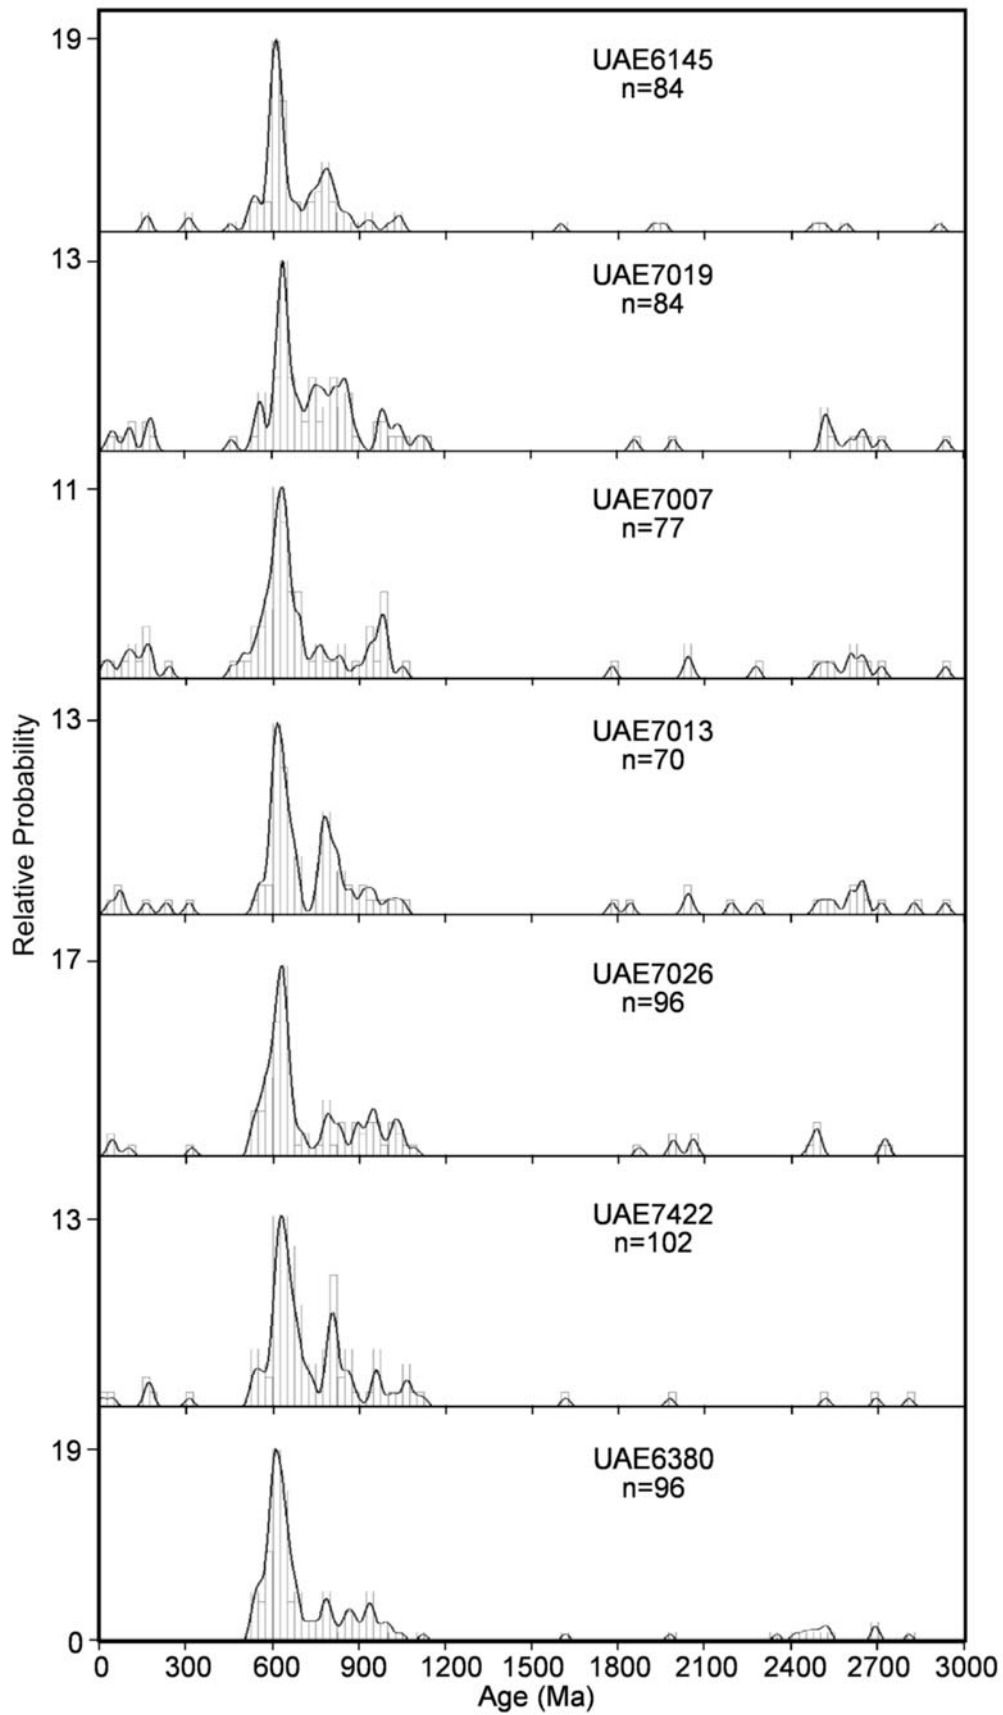 19
UAE6145
n=84
13
UAE7019
n=84
11
UAE7007
n=77
13
UAE7013
n=70
Relative Probability
17
UAE7026
n=96
13
UAE7422
n=102
19
UAE6380
n=96
0
0 300 600 900 1200 1500 1800 2100 2400 2700 3000
Age (Ma)